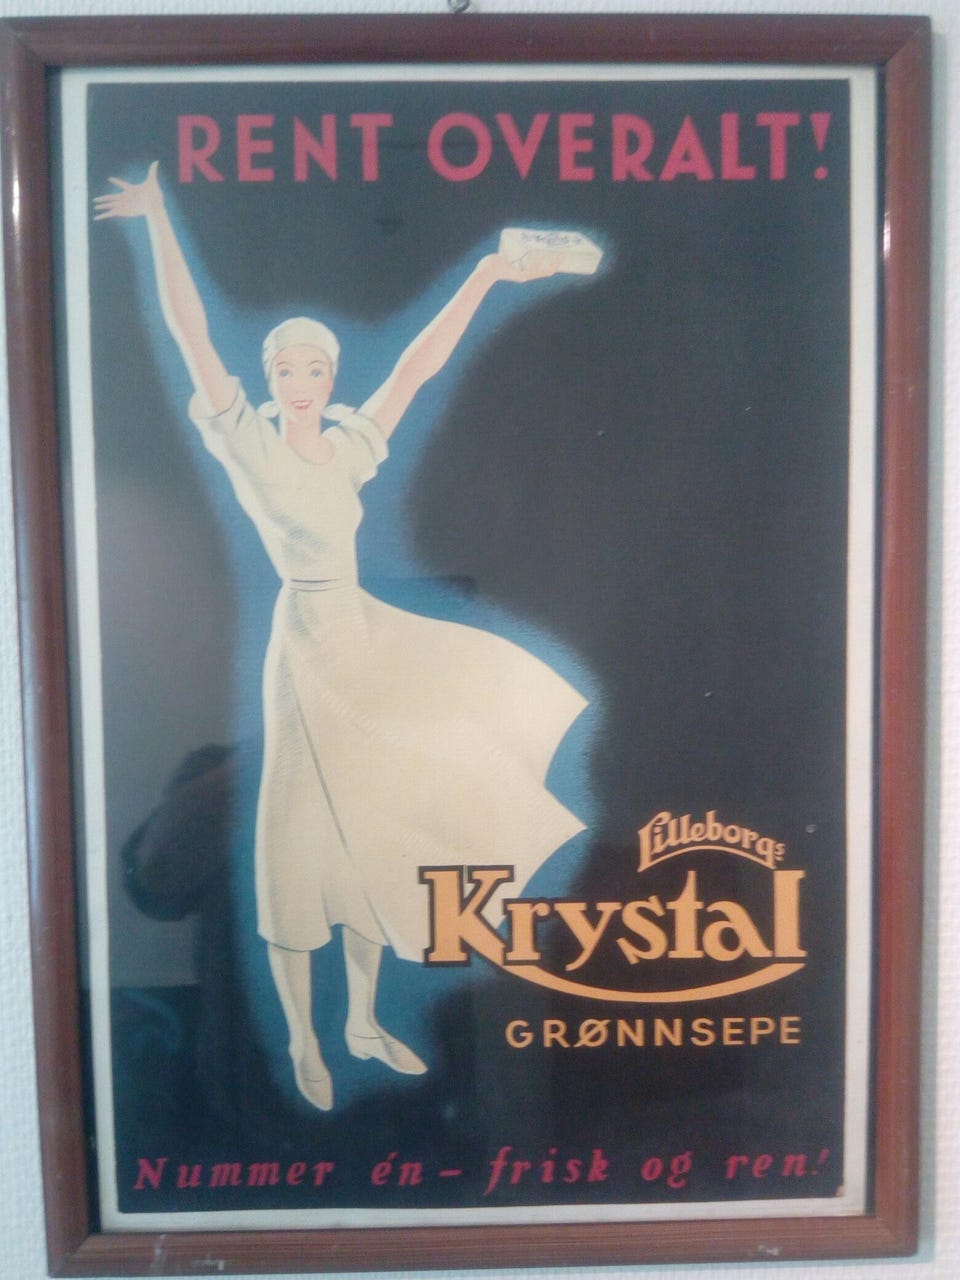 RENT OVERALT!
Lilleborgs
Krystal
GRØNNSEPE
Nummer én – frisk og ren!